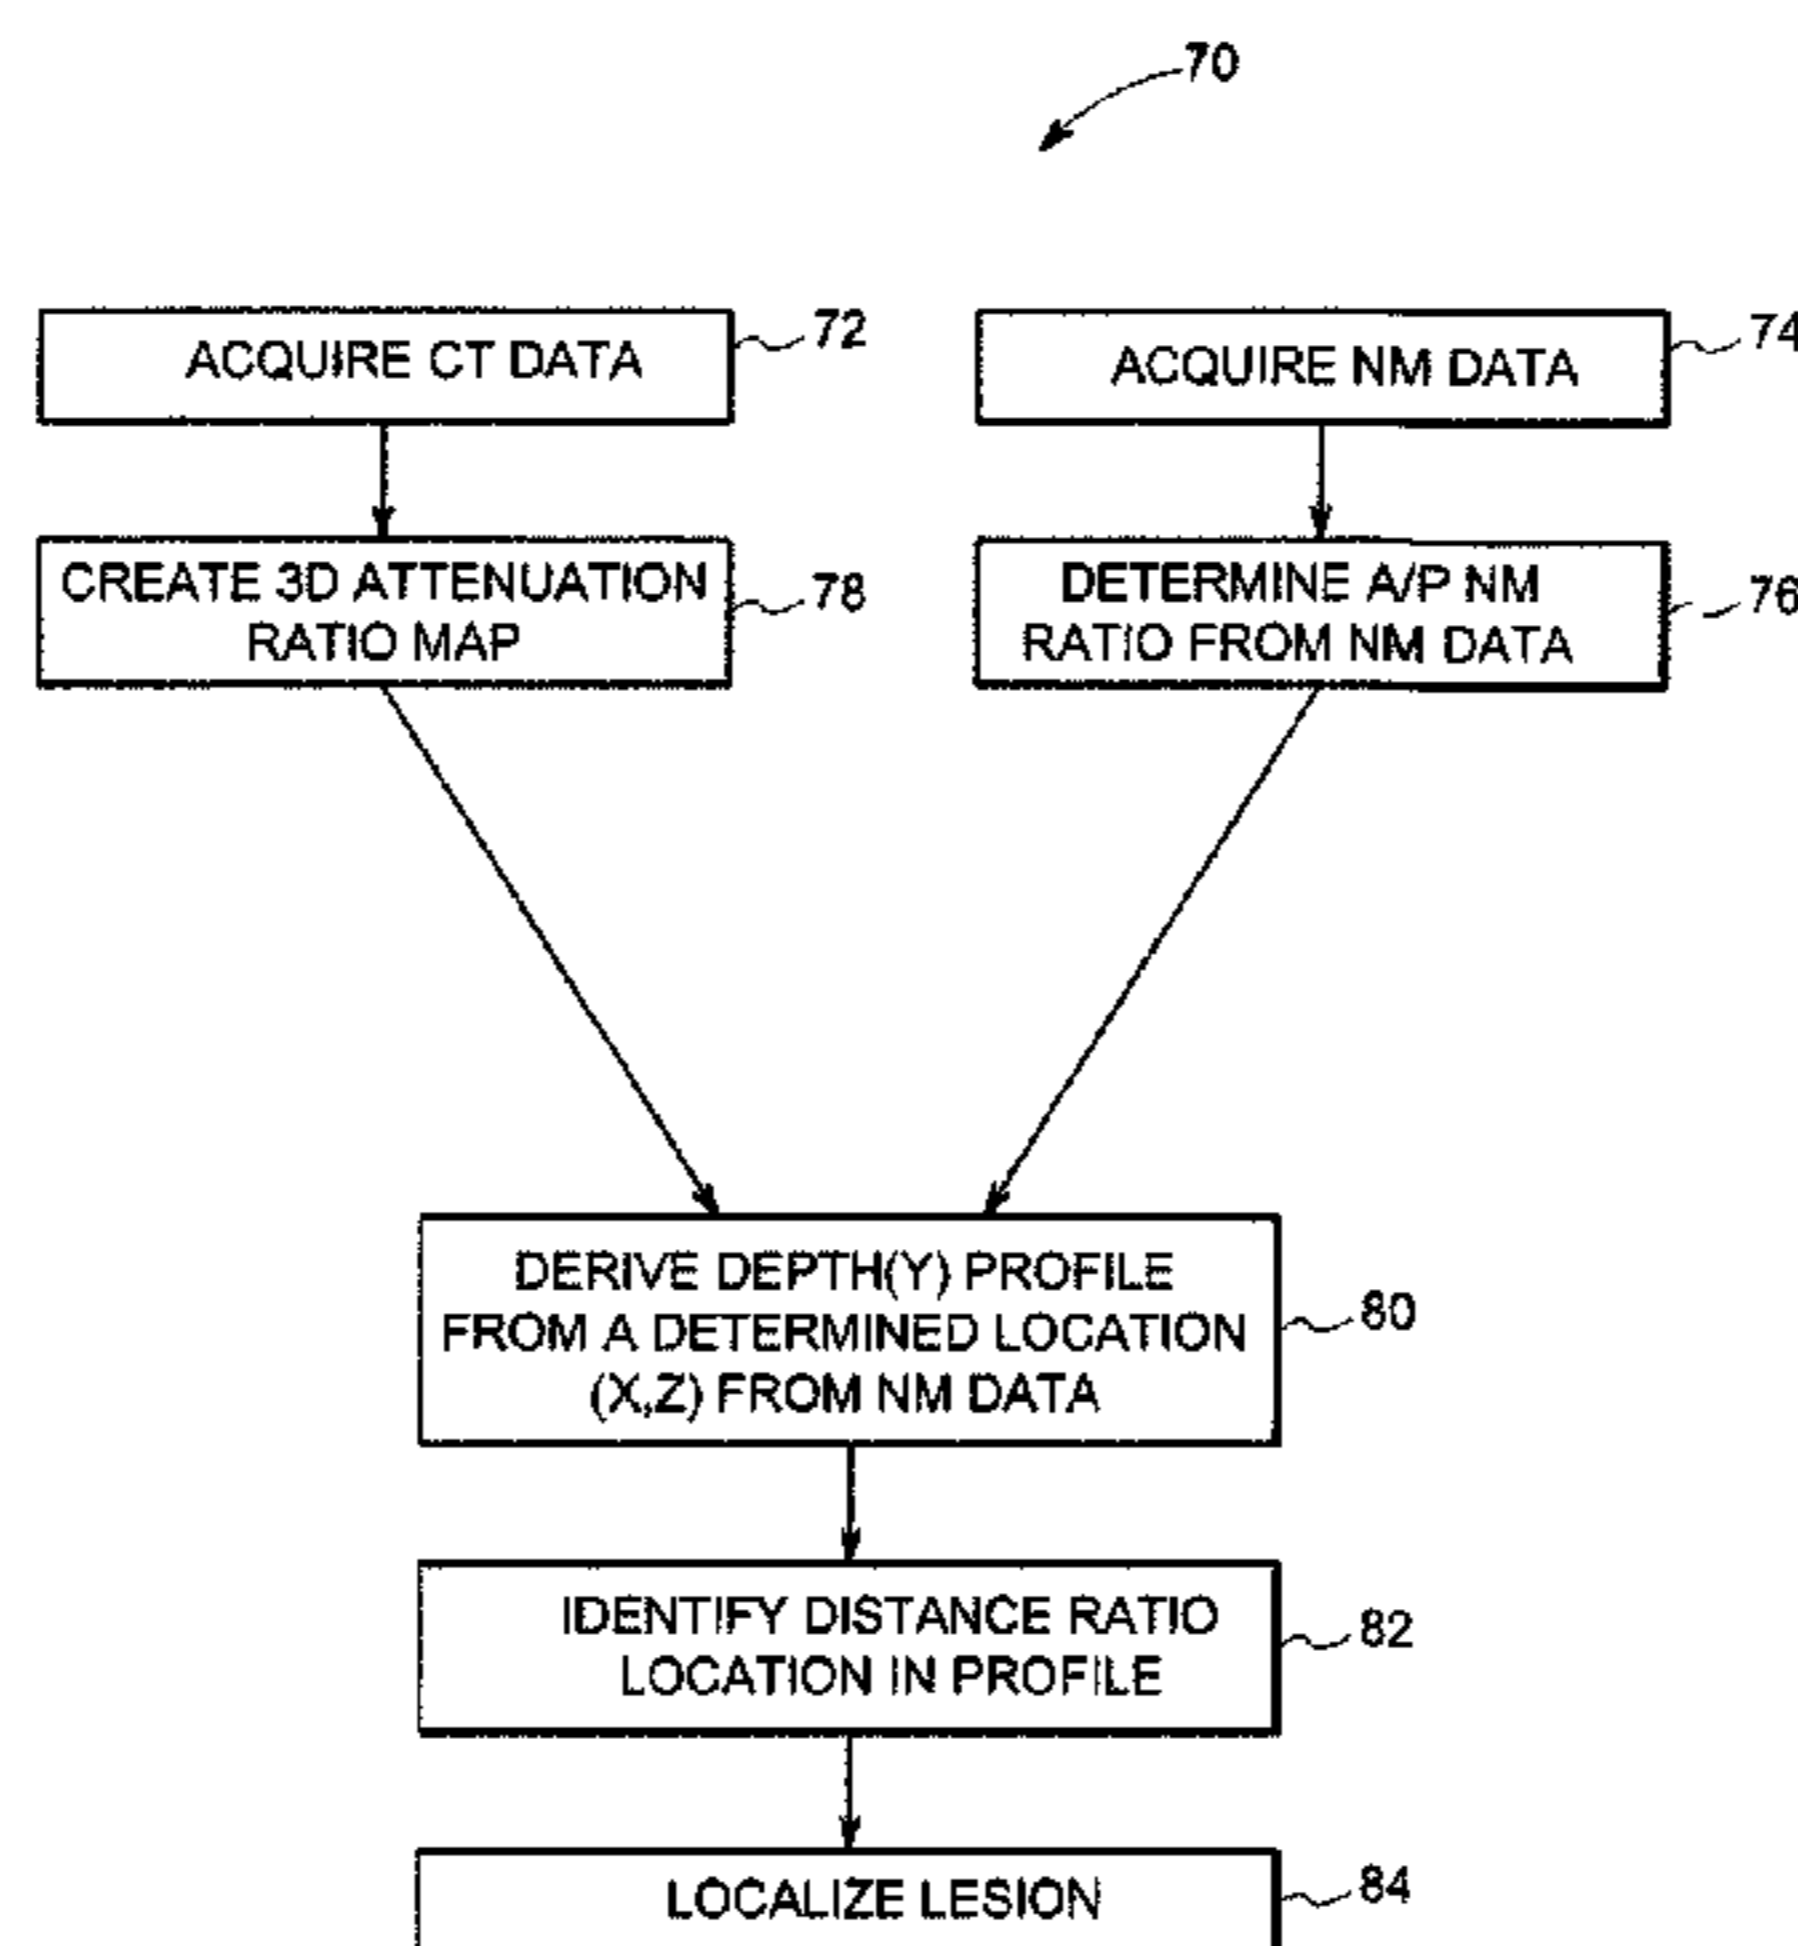 70
ACQUIRE CT DATA
72
ACQUIRE NM DATA
74
CREATE 3D ATTENUATION
RATIO MAP
78
DETERMINE A/P NM
RATIO FROM NM DATA
76
DERIVE DEPTH(Y) PROFILE
FROM A DETERMINED LOCATION
(X,Z) FROM NM DATA
80
IDENTIFY DISTANCE RATIO
LOCATION IN PROFILE
82
LOCALIZE LESION
84